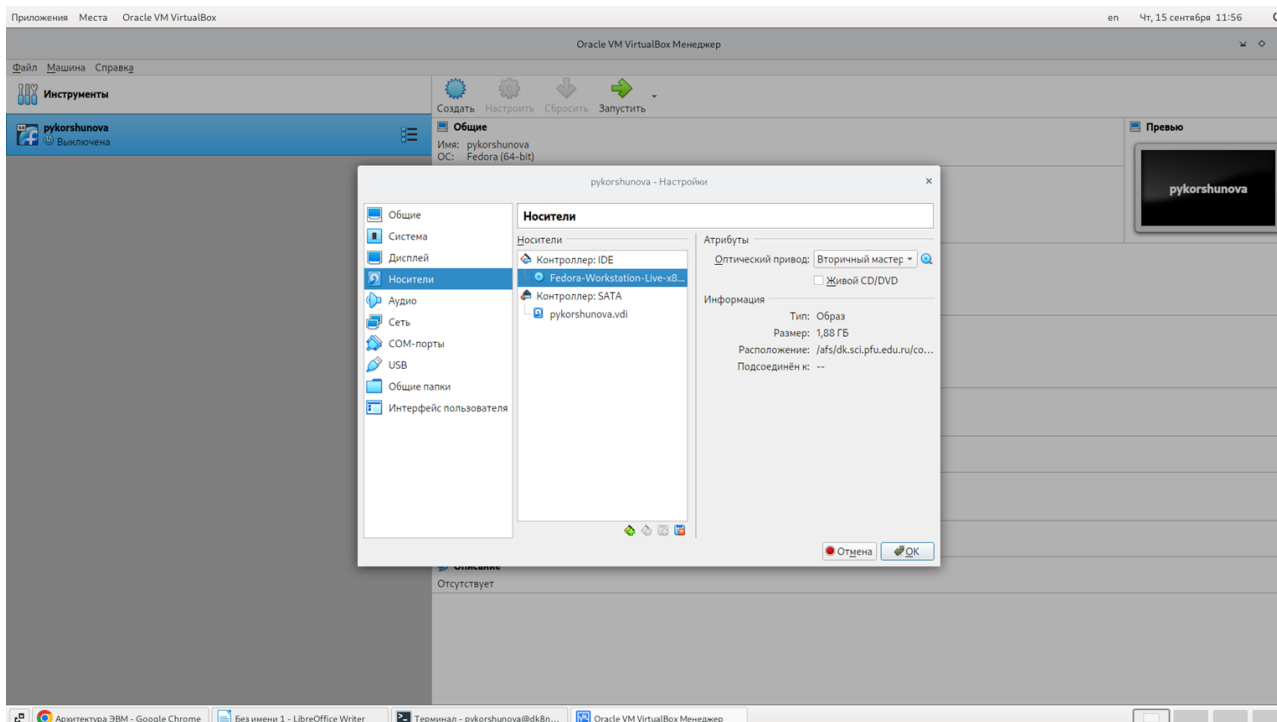 Приложения Места Oracle VM VirtualBox en Чт, 15 сентября 11:56
Oracle VM VirtualBox Менеджер
Файл Машина Справка
Инструменты
Создать Настроить Сбросить Запустить
pykorshunova
Выключена
Общие
Имя: pykorshunova
ОС: Fedora (64-bit)
Превью
pykorshunova
pykorshunova - Настройки
Общие
Система
Дисплей
Носители
Аудио
Сеть
COM-порты
USB
Общие папки
Интерфейс пользователя
Носители
Носители
Контроллер: IDE
Fedora-Workstation-Live-x8...
Контроллер: SATA
pykorshunova.vdi
Атрибуты
Оптический привод: Вторичный мастер
Живой CD/DVD
Информация
Тип: Образ
Размер: 1,88 ГБ
Расположение: /afs/dk.sci.pfu.edu.ru/co...
Подсоединён к: --
Отмена OK
Описание
Отсутствует
Архитектура ЭВМ - Google Chrome Без имени 1 - LibreOffice Writer Терминал - pykorshunova@dk8n... Oracle VM VirtualBox Менеджер